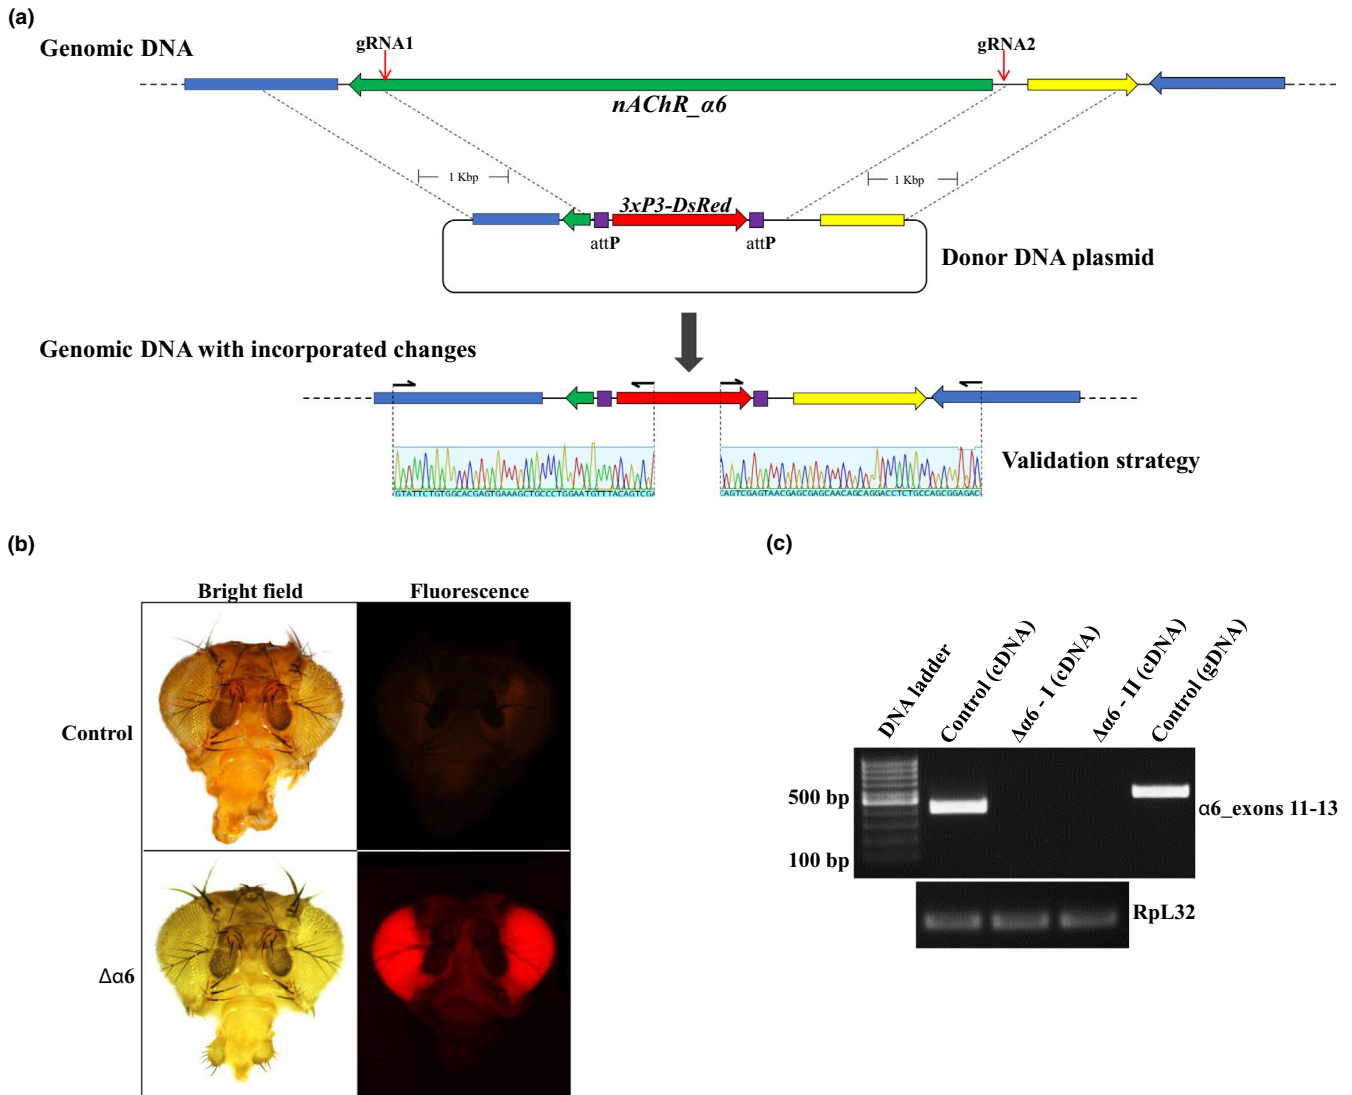 (a)
Genomic DNA
gRNA1
gRNA2
nAChR_α6
1 Kbp
1 Kbp
3xP3-DsRed
attP
attP
Donor DNA plasmid
Genomic DNA with incorporated changes
Validation strategy
GTATTCTGTGGCACGAGTGAAAGCTGCCCTGGAATGTTTACAGTCGA
CAGTCGAGTAACGAGCGAGCAACAGCAGGACCTCTGCCAGCGGAGAC
(b)
Bright field
Fluorescence
Control
Δα6
(c)
DNA ladder
Control (cDNA)
Δα6 - I (cDNA)
Δα6 - II (cDNA)
Control (gDNA)
500 bp
100 bp
α6_exons 11-13
RpL32